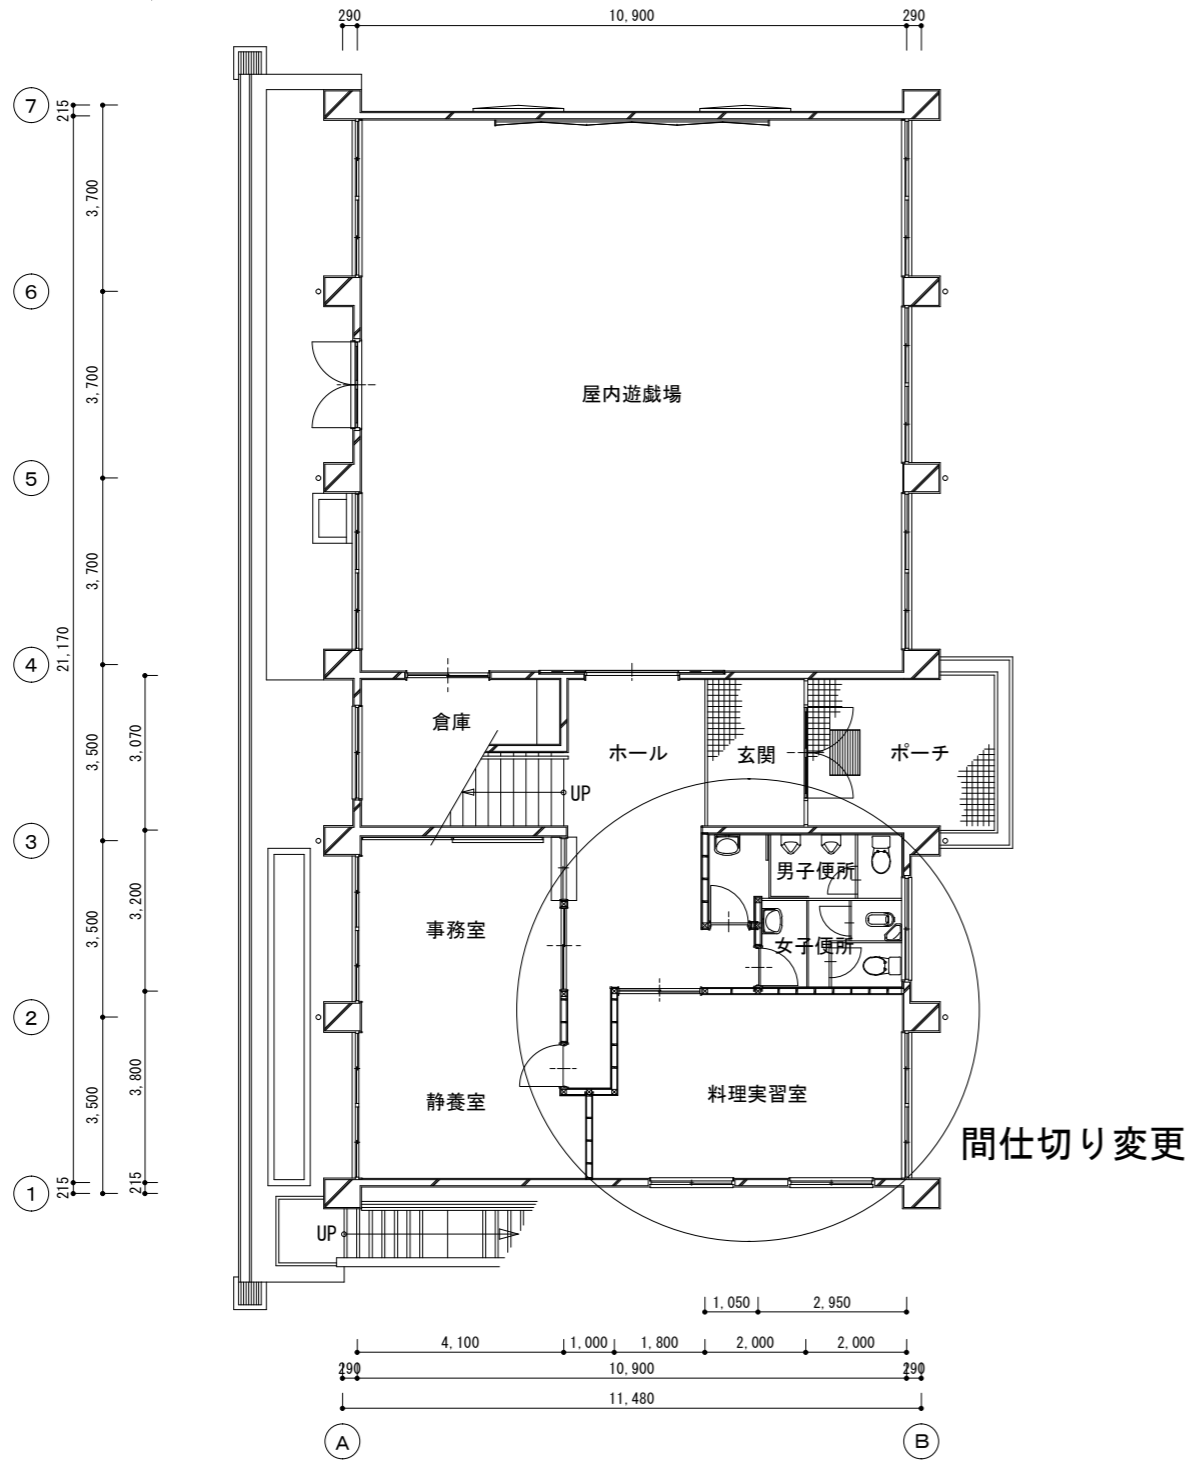 290 10,900 290
7
215
3,700
6
3,700
屋内遊戯場
5
3,700
21,170
4
倉庫
3,070
3,500
ホール
玄関
ポーチ
UP
3
男子便所
3,200
3,500
事務室
女子便所
2
3,800
3,500
静養室
料理実習室
間仕切り変更
215 215
1
UP
1,050 2,950
4,100 1,000 1,800 2,000 2,000
290 10,900 290
11,480
A B